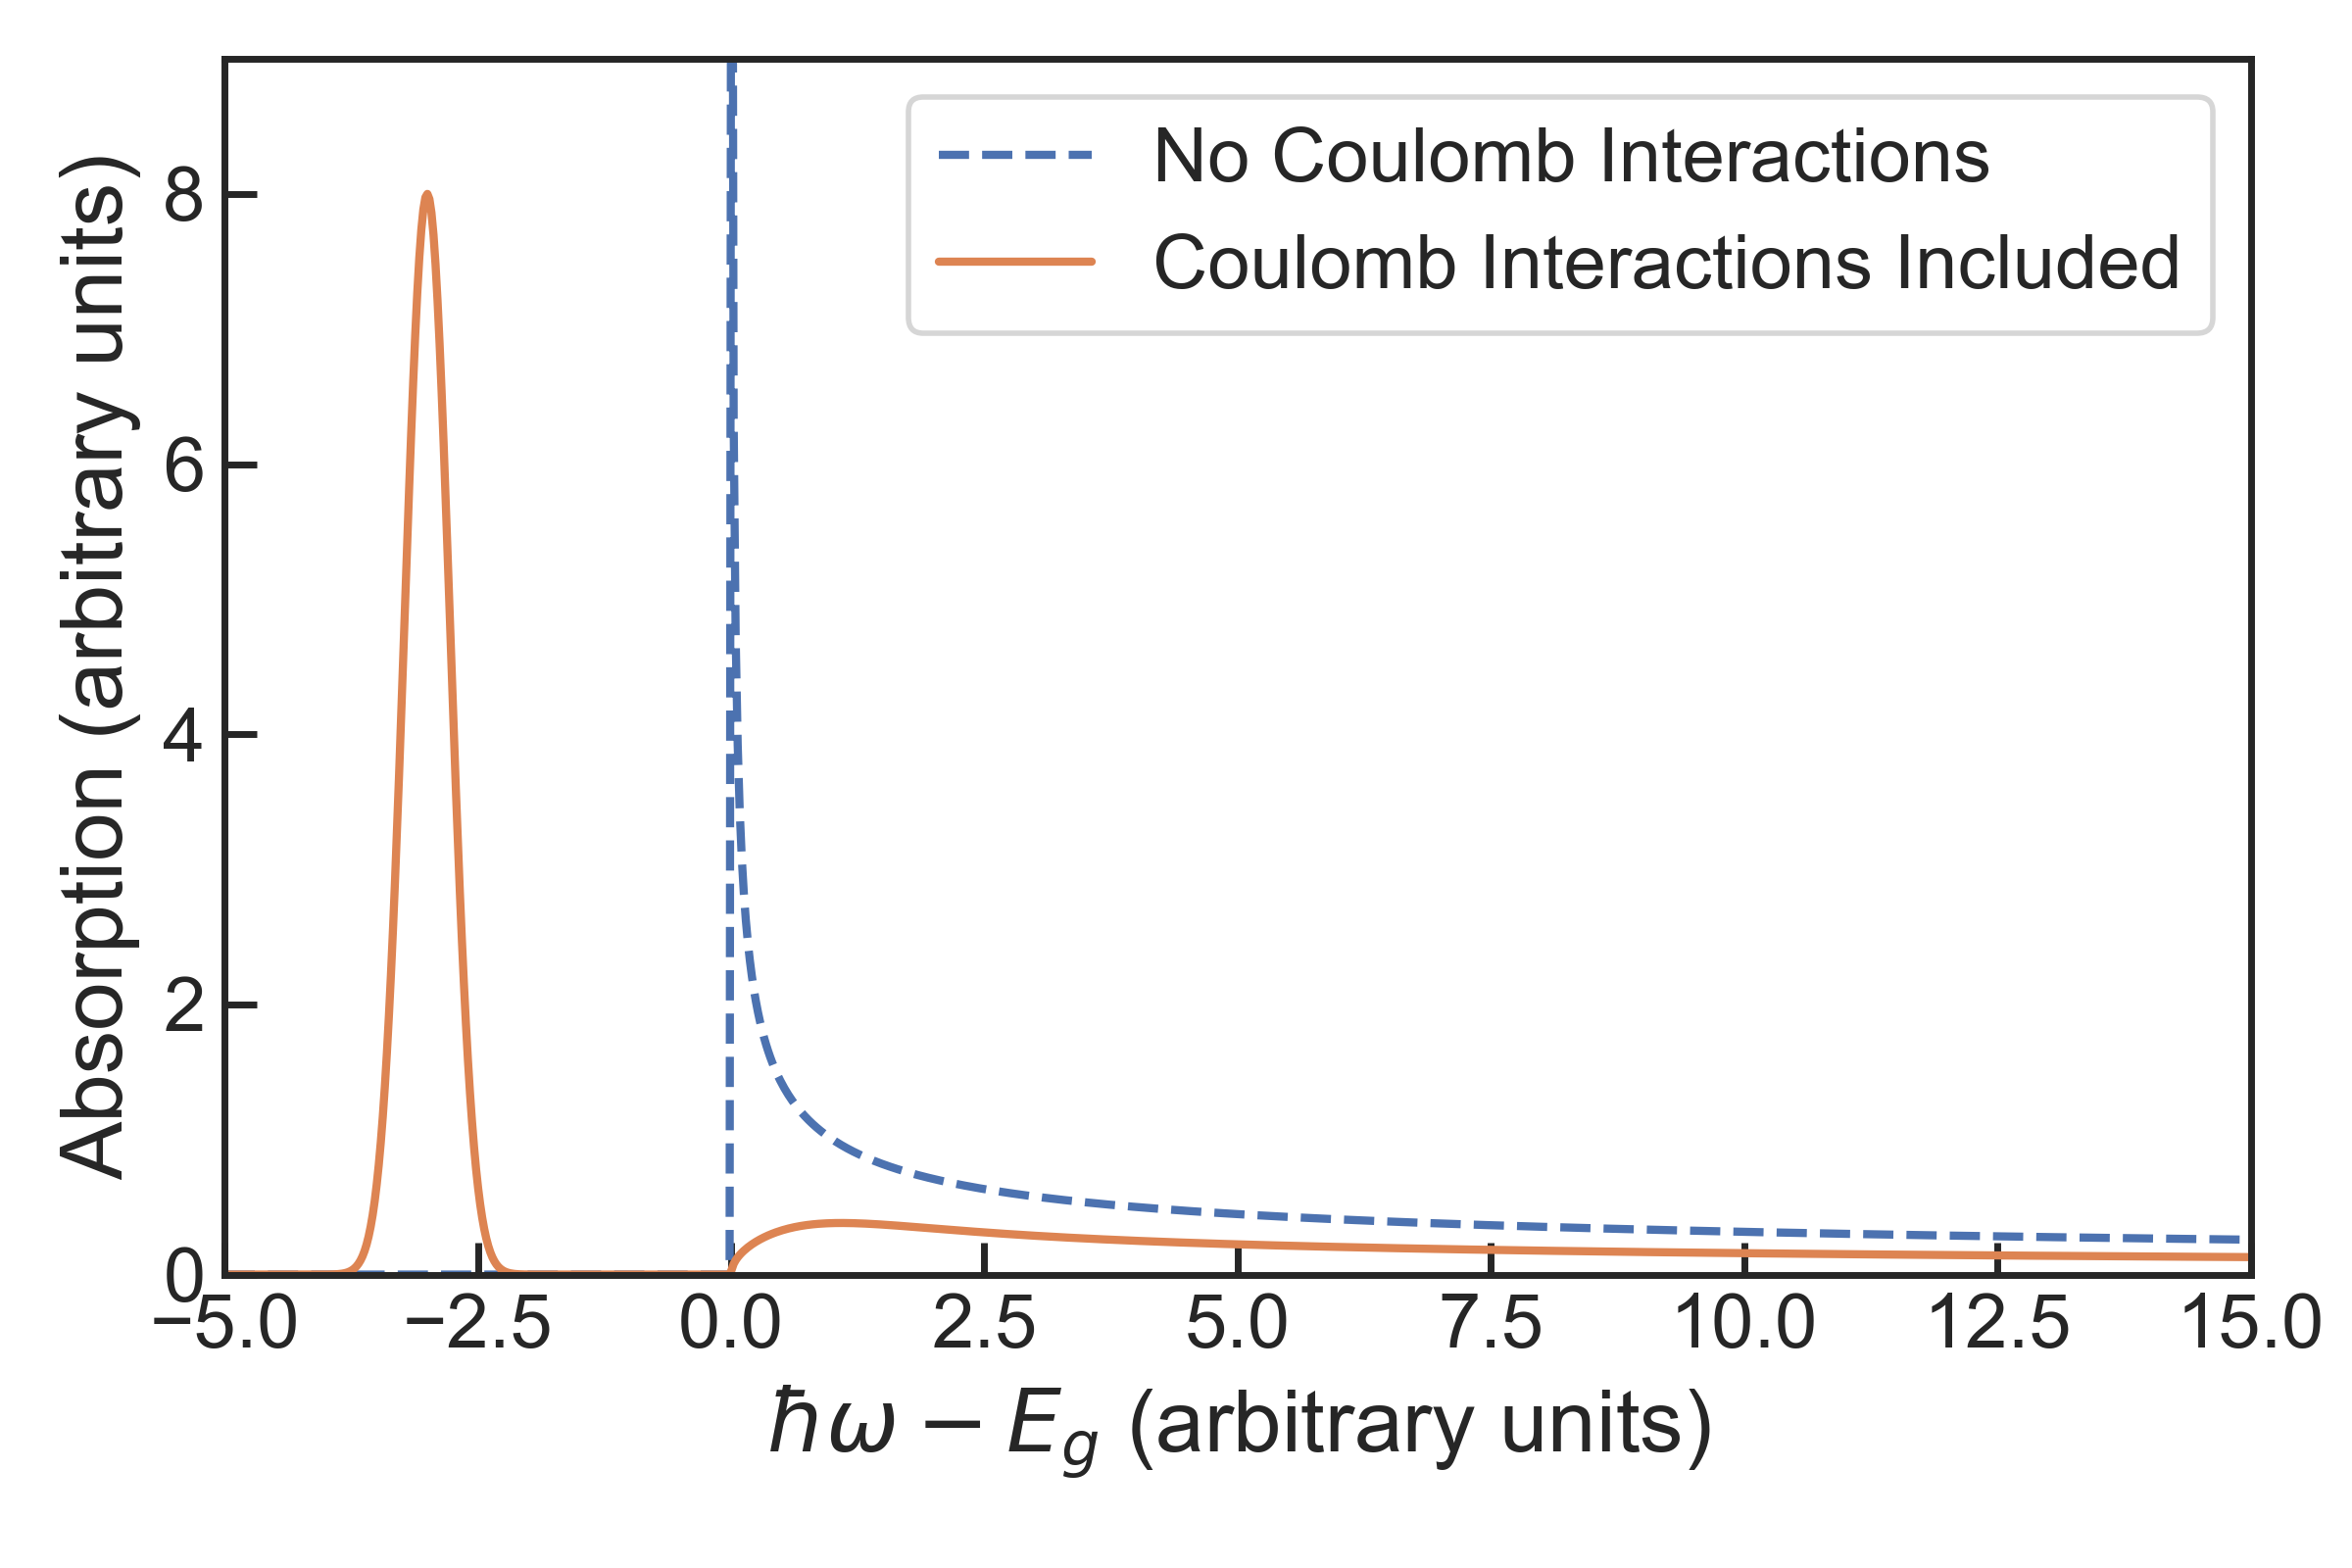 No Coulomb Interactions
Coulomb Interactions Included
Absorption (arbitrary units)
8
6
4
2
0
−5.0 −2.5 0.0 2.5 5.0 7.5 10.0 12.5 15.0
ħω − E_g (arbitrary units)